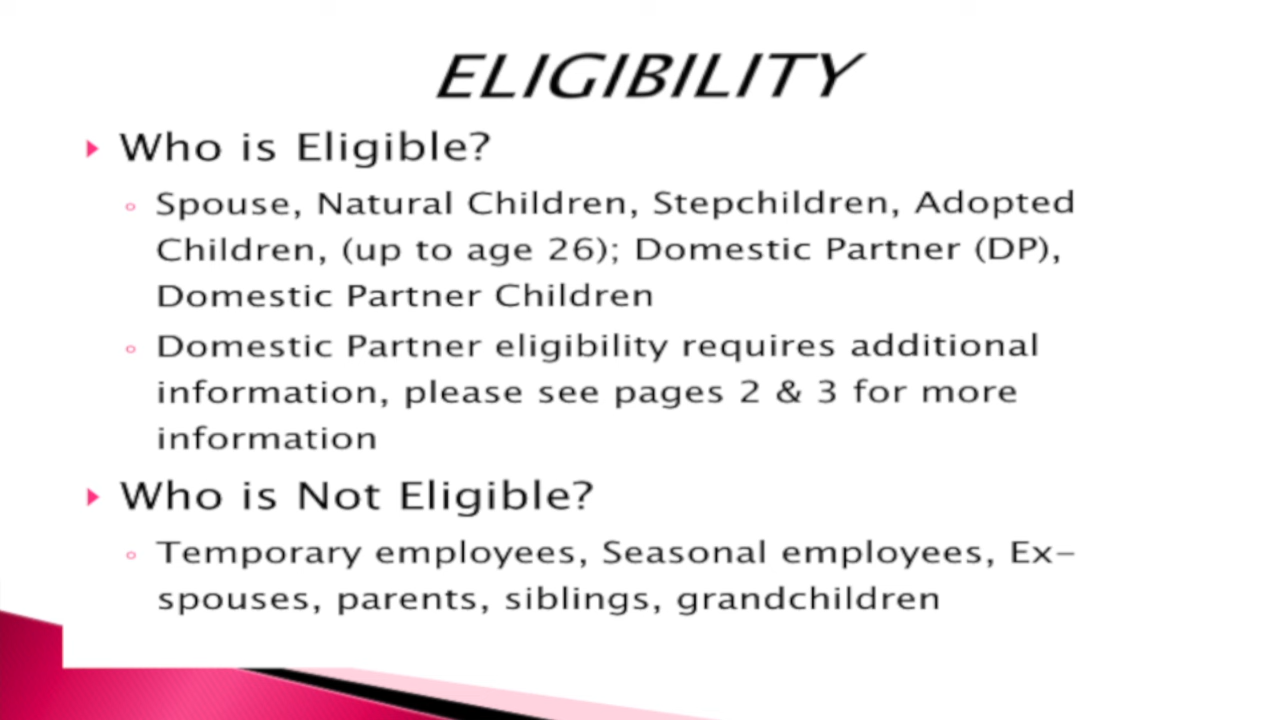 ELIGIBILITY
Who is Eligible?
Spouse, Natural Children, Stepchildren, Adopted
Children, (up to age 26); Domestic Partner (DP),
Domestic Partner Children
Domestic Partner eligibility requires additional
information, please see pages 2 & 3 for more
information
Who is Not Eligible?
Temporary employees, Seasonal employees, Ex-
spouses, parents, siblings, grandchildren